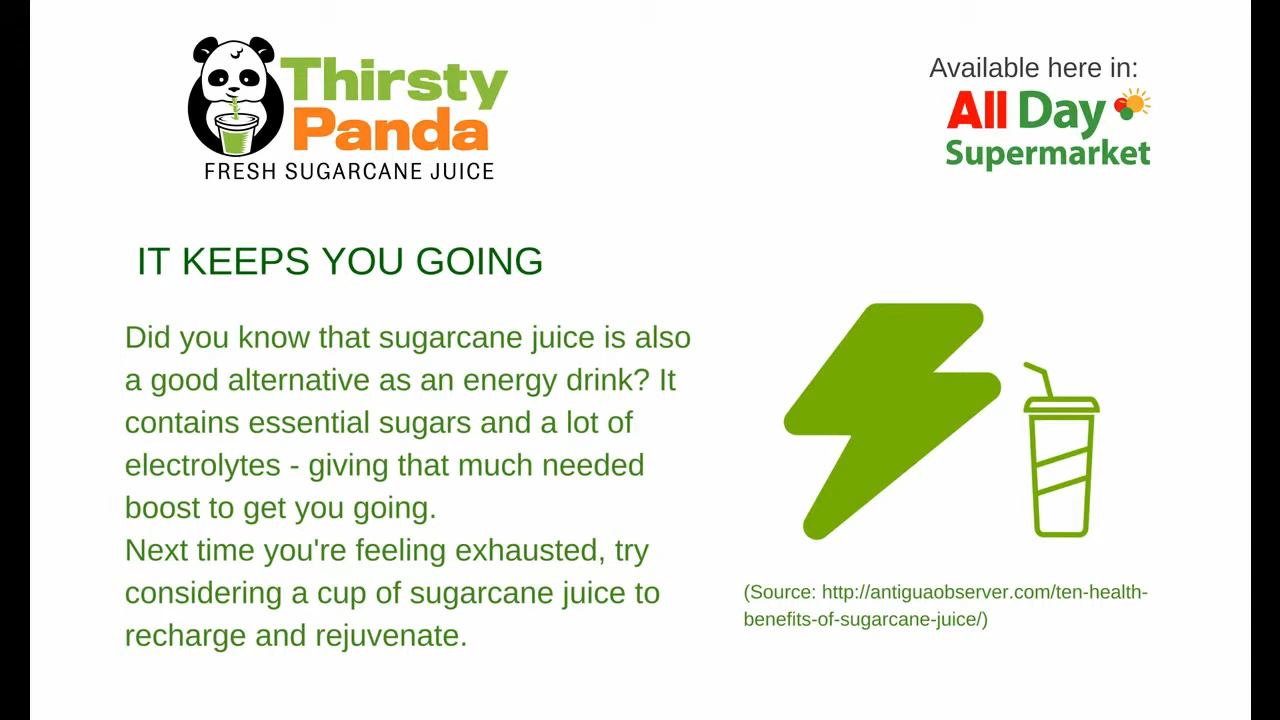 Thirsty
Panda
FRESH SUGARCANE JUICE
Available here in:
All Day
Supermarket
IT KEEPS YOU GOING
Did you know that sugarcane juice is also
a good alternative as an energy drink? It
contains essential sugars and a lot of
electrolytes - giving that much needed
boost to get you going.
Next time you're feeling exhausted, try
considering a cup of sugarcane juice to
recharge and rejuvenate.
(Source: http://antiguaobserver.com/ten-health-
benefits-of-sugarcane-juice/)